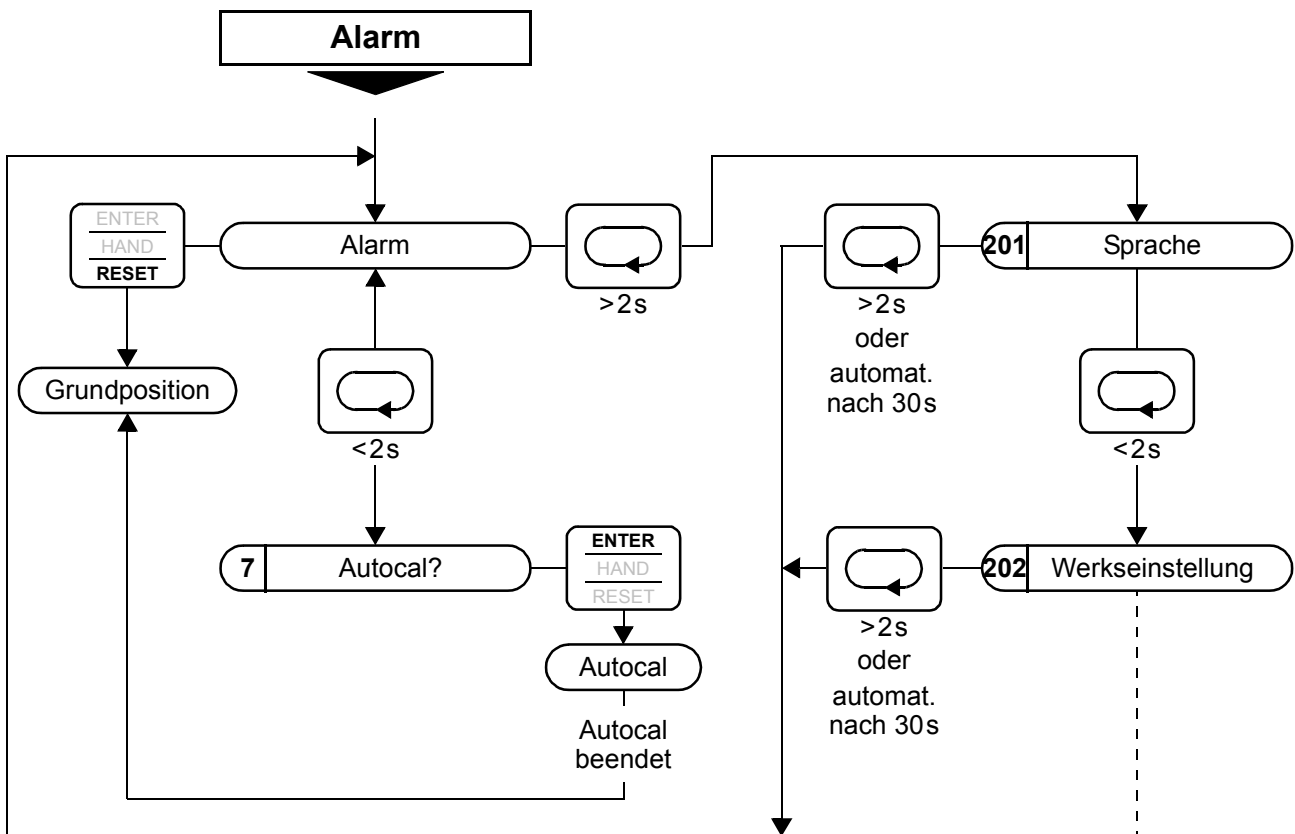 Alarm
ENTER
HAND
RESET
Alarm
>2s
>2s
oder
automat.
nach 30s
201 Sprache
Grundposition
<2s
<2s
7 Autocal?
ENTER
HAND
RESET
>2s
oder
automat.
nach 30s
202 Werkseinstellung
Autocal
Autocal
beendet